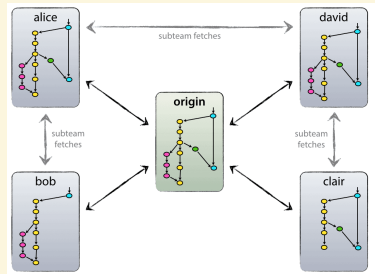 alice
david
subteam fetches
origin
subteam
fetches
subteam
fetches
bob
clair